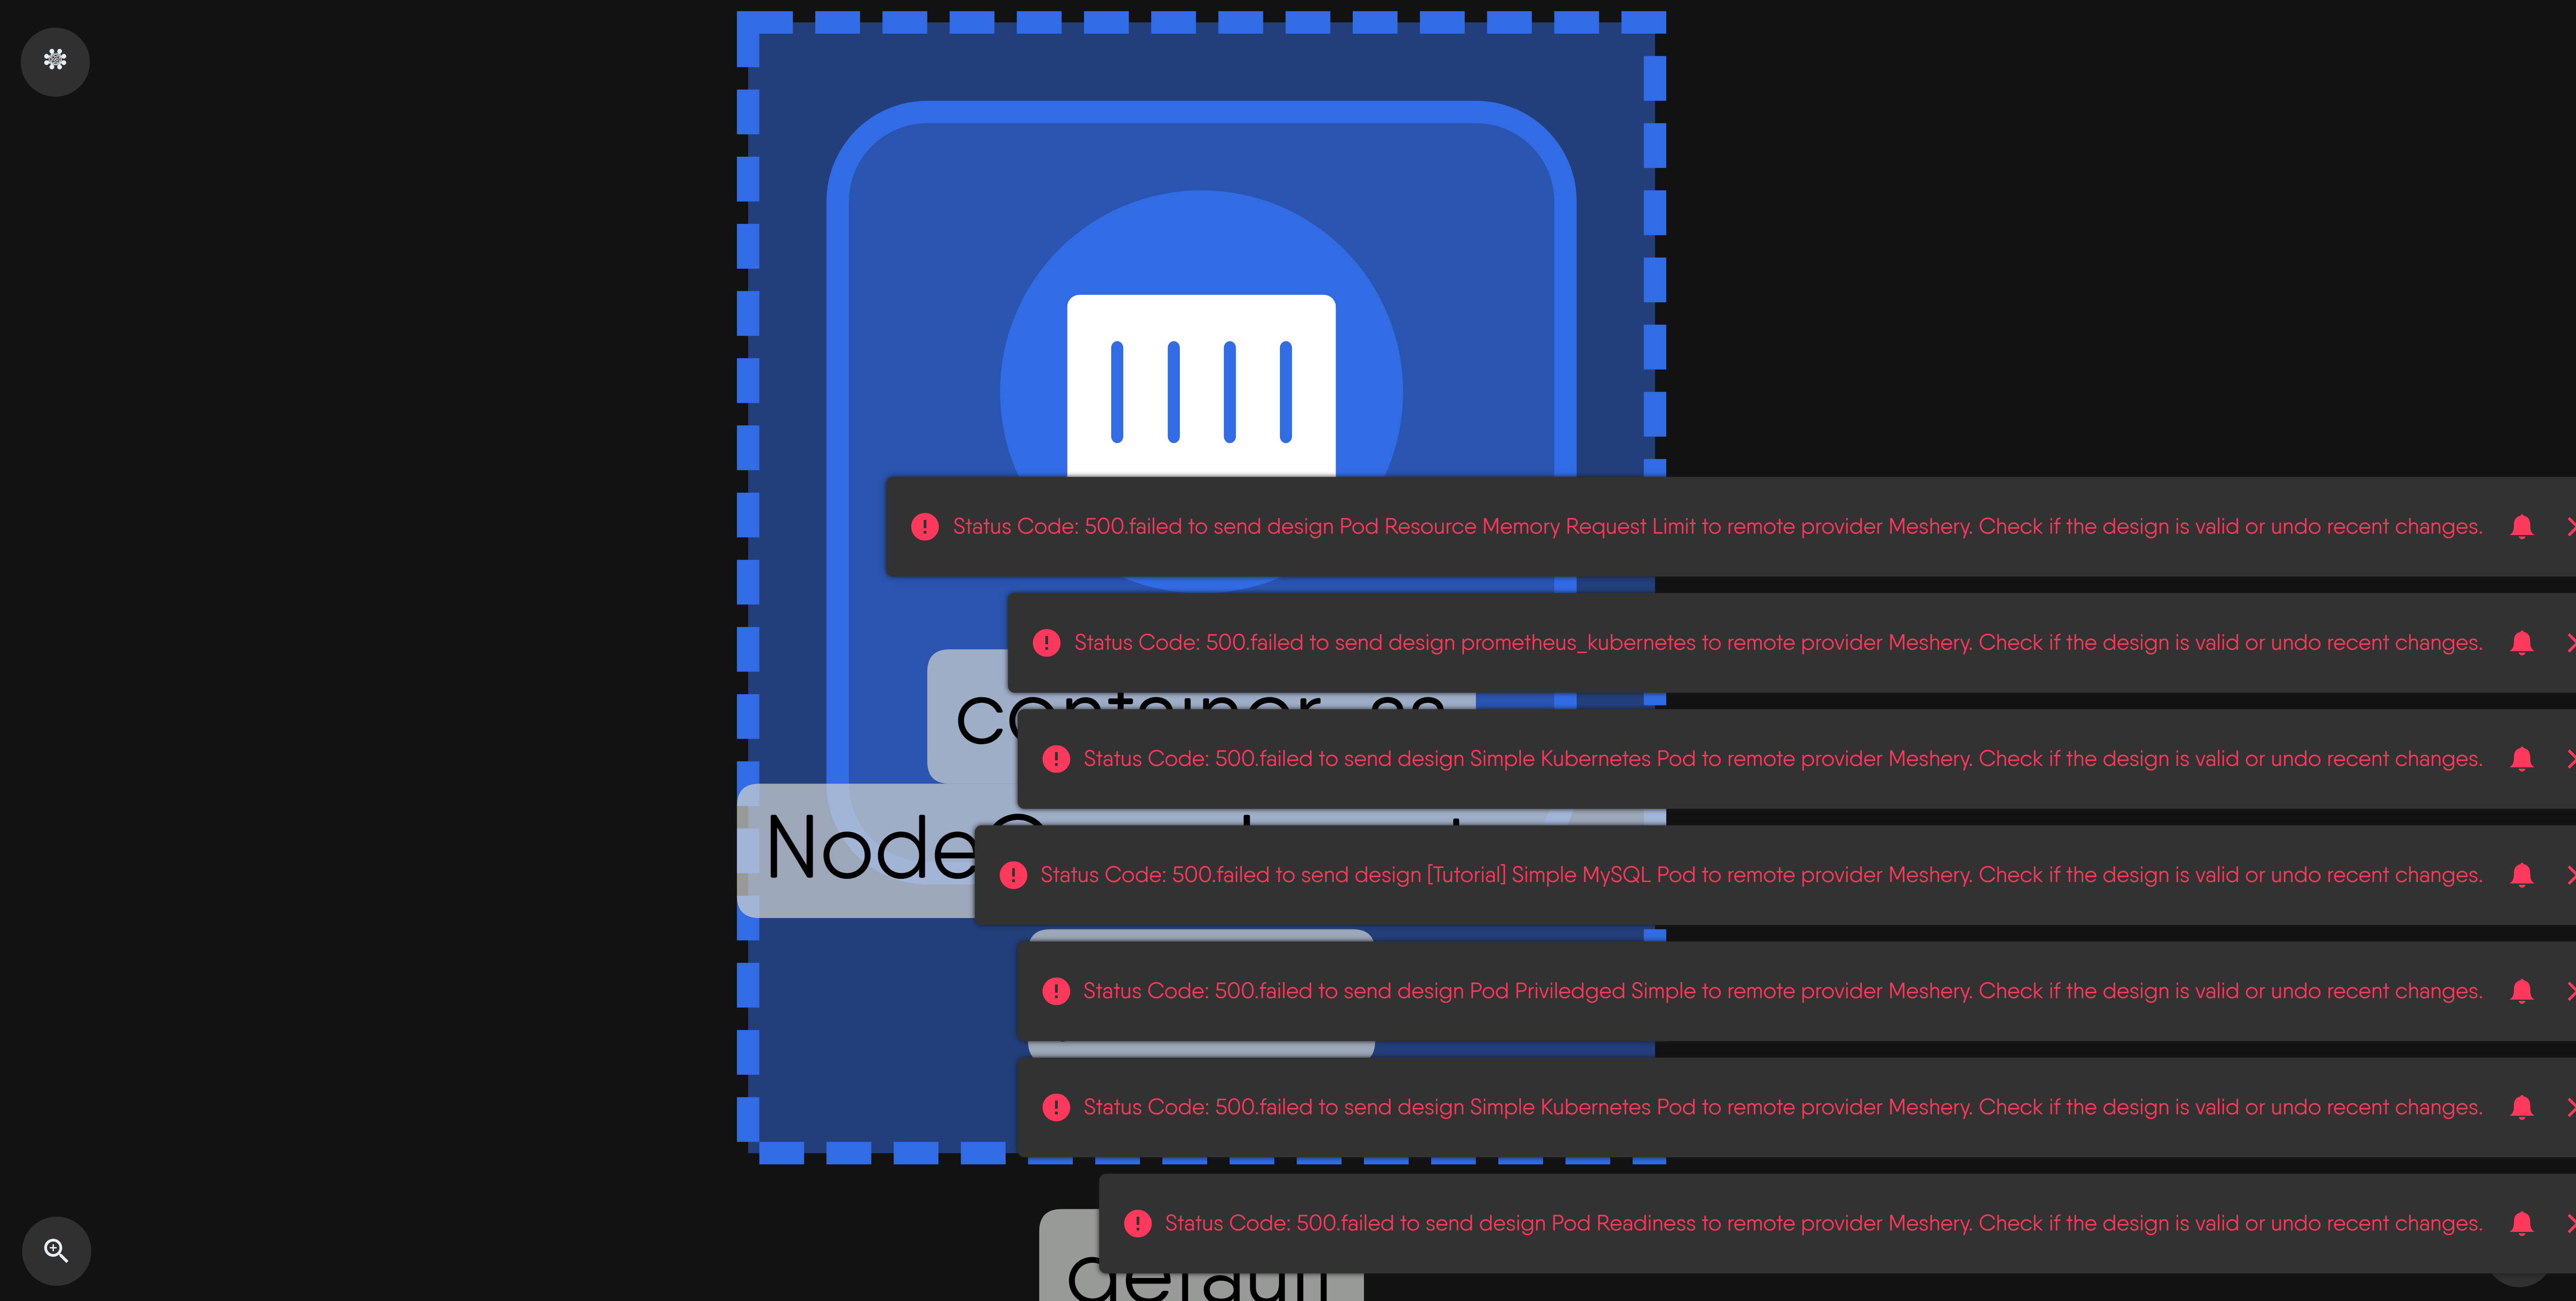 Status Code: 500.failed to send design Pod Resource Memory Request Limit to remote provider Meshery. Check if the design is valid or undo recent changes.
Status Code: 500.failed to send design prometheus_kubernetes to remote provider Meshery. Check if the design is valid or undo recent changes.
Status Code: 500.failed to send design Simple Kubernetes Pod to remote provider Meshery. Check if the design is valid or undo recent changes.
Status Code: 500.failed to send design [Tutorial] Simple MySQL Pod to remote provider Meshery. Check if the design is valid or undo recent changes.
Status Code: 500.failed to send design Pod Priviledged Simple to remote provider Meshery. Check if the design is valid or undo recent changes.
Status Code: 500.failed to send design Simple Kubernetes Pod to remote provider Meshery. Check if the design is valid or undo recent changes.
Status Code: 500.failed to send design Pod Readiness to remote provider Meshery. Check if the design is valid or undo recent changes.
default